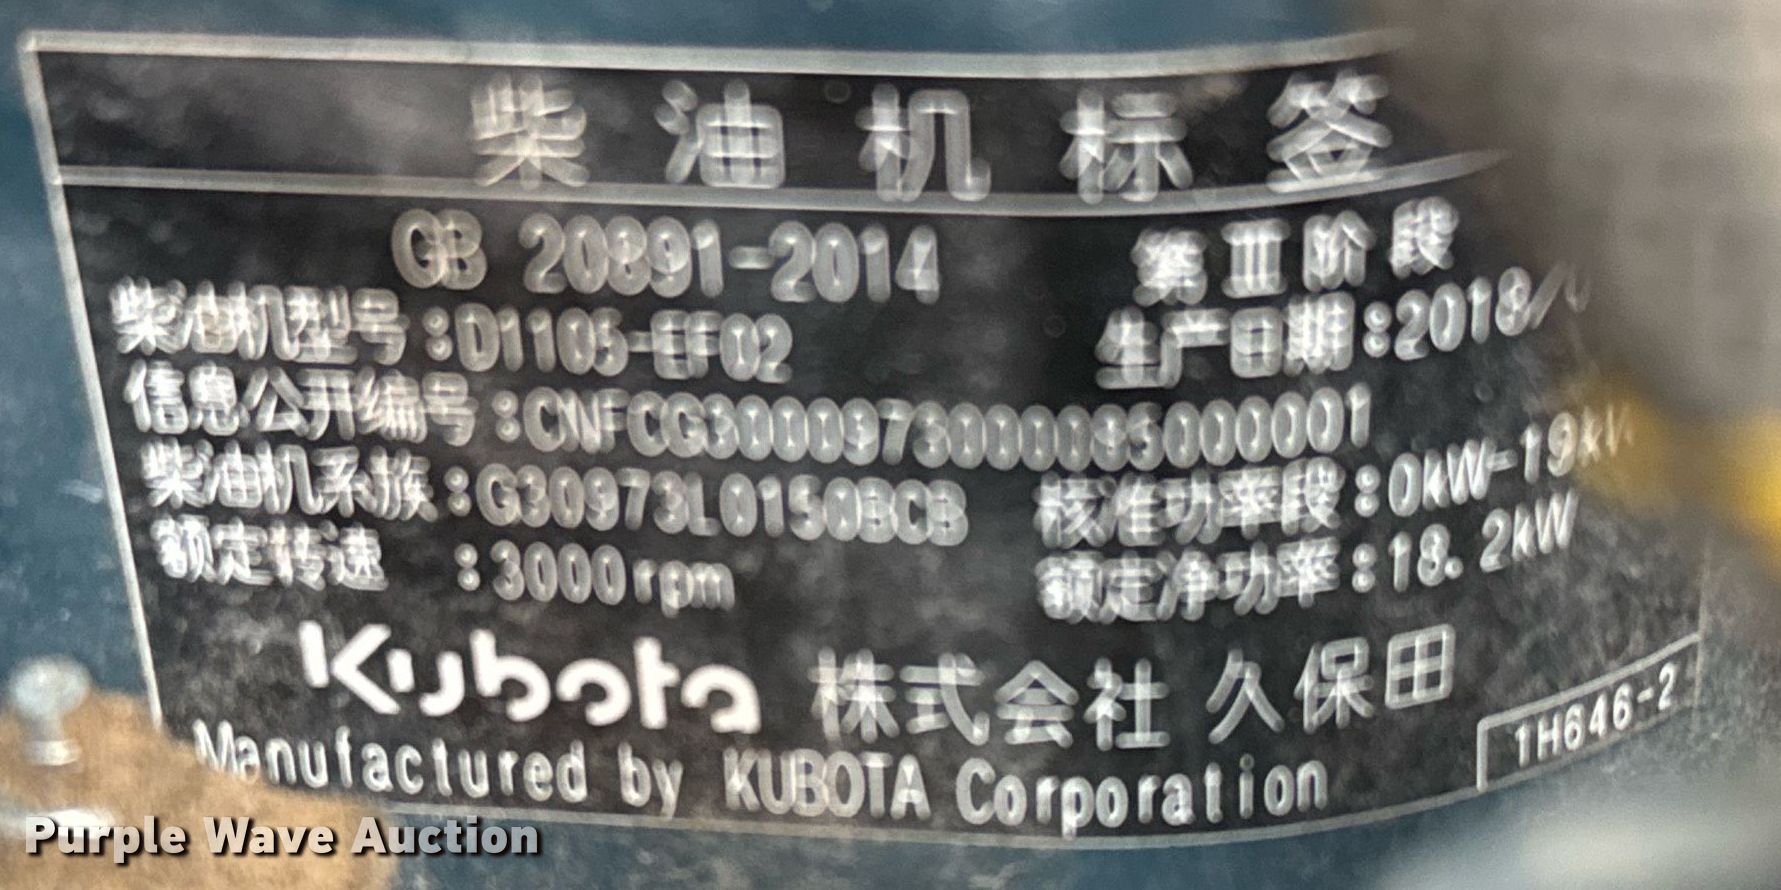 柴油机标签
GB 20891-2014 第Ⅲ阶段
柴油机型号:D1105-EF02 生产日期:2018/
信息公开编号:CNFCG3000973000085000001
柴油机系族:G30973L0150BCB 核准功率段:0kW-19kW
额定转速 :3000rpm 额定净功率:18.2kW
Kubota 株式会社 久保田
Manufactured by KUBOTA Corporation
1H646-2
Purple Wave Auction